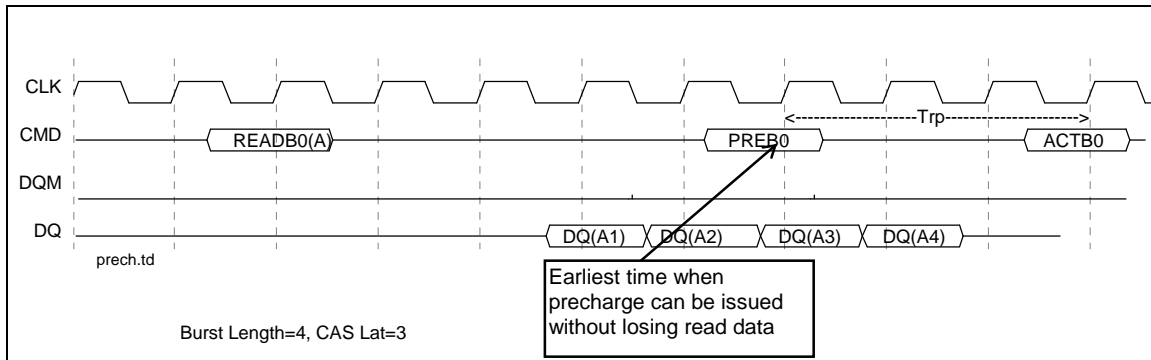 CLK
Trp
CMD READB0(A) PREB0 ACTB0
DQM
DQ DQ(A1) DQ(A2) DQ(A3) DQ(A4)
prech.td
Earliest time when
precharge can be issued
without losing read data
Burst Length=4, CAS Lat=3